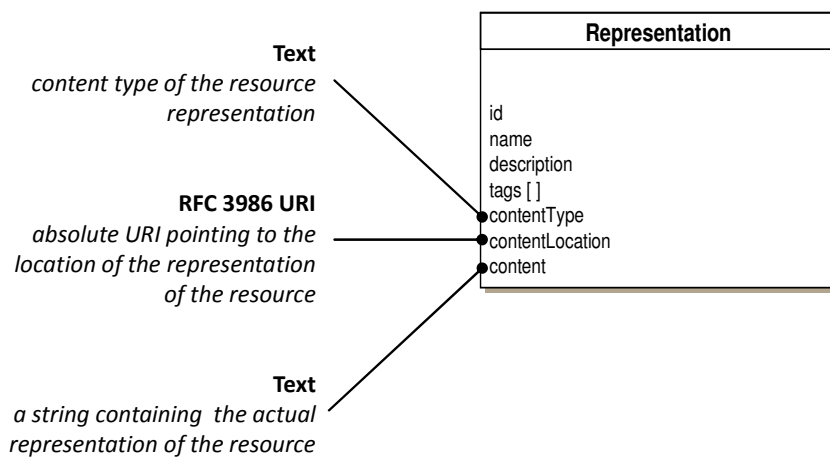 Representation
Text
content type of the resource
representation
RFC 3986 URI
absolute URI pointing to the
location of the representation
of the resource
Text
a string containing  the actual
representation of the resource
id
name
description
tags [ ]
contentType
contentLocation
content